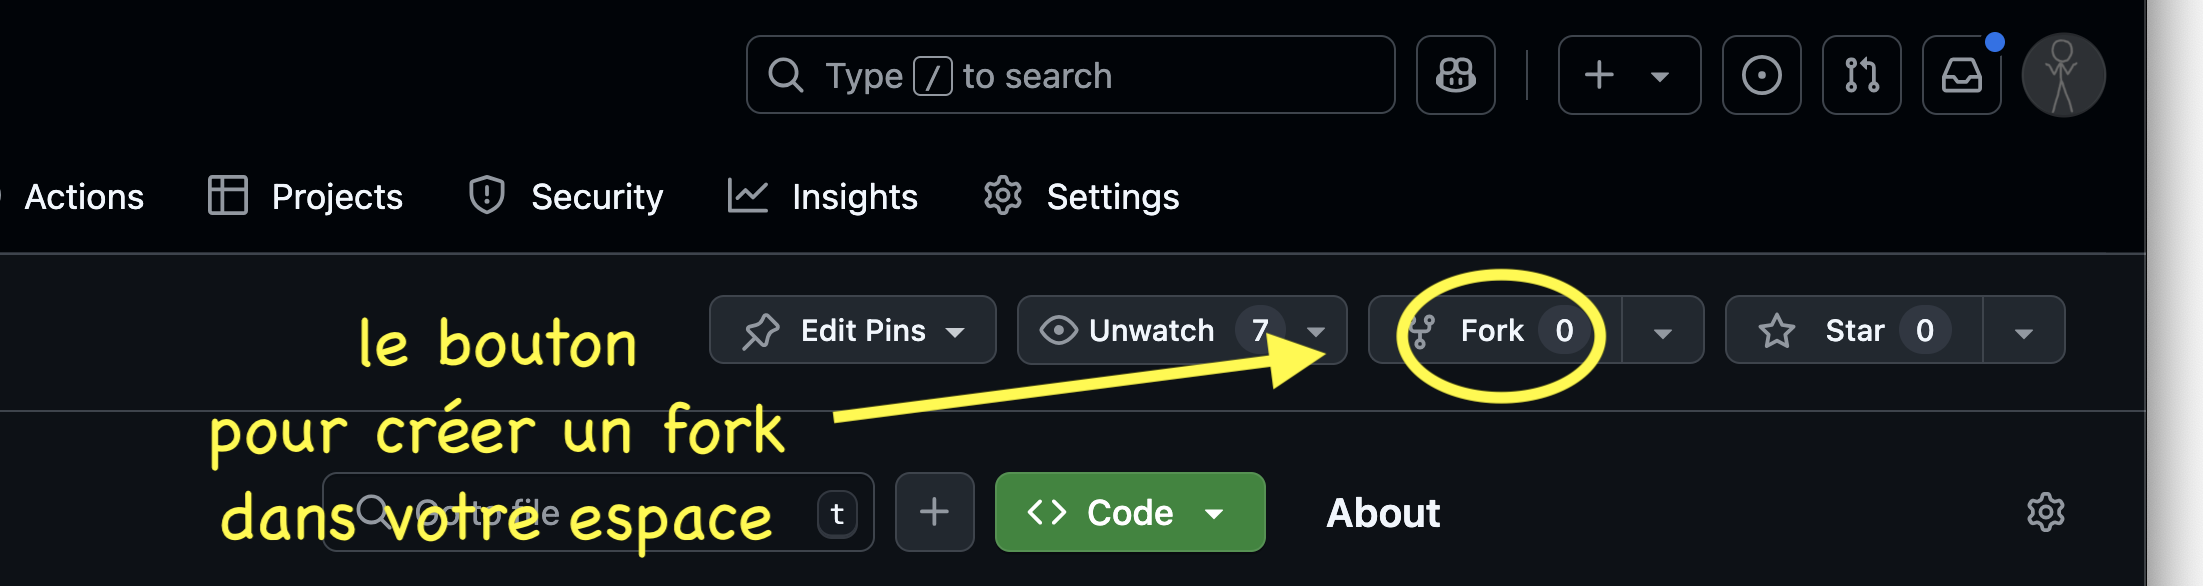 Type / to search
Actions Projects Security Insights Settings
Edit Pins Unwatch 7 Fork 0 Star 0
le bouton
pour créer un fork
dans votre espace
Go to file t Code About